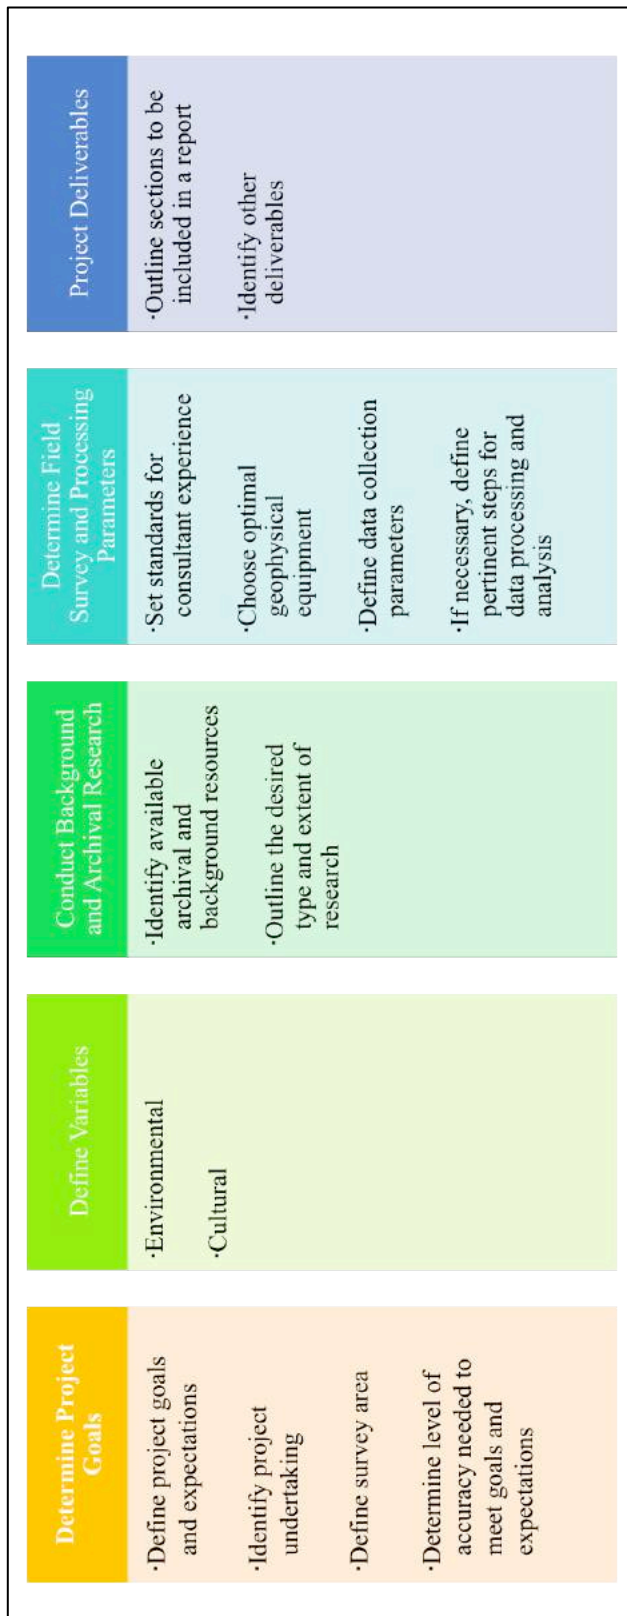 Determine Project
Goals
·Define project goals
and expectations
·Identify project
undertaking
·Define survey area
·Determine level of
accuracy needed to
meet goals and
expectations
Define Variables
·Environmental
·Cultural
Conduct Background
and Archival Research
·Identify available
archival and
background resources
·Outline the desired
type and extent of
research
Determine Field
Survey and Processing
Parameters
·Set standards for
consultant experience
·Choose optimal
geophysical
equipment
·Define data collection
parameters
·If necessary, define
pertinent steps for
data processing and
analysis
Project Deliverables
·Outline sections to be
included in a report
·Identify other
deliverables